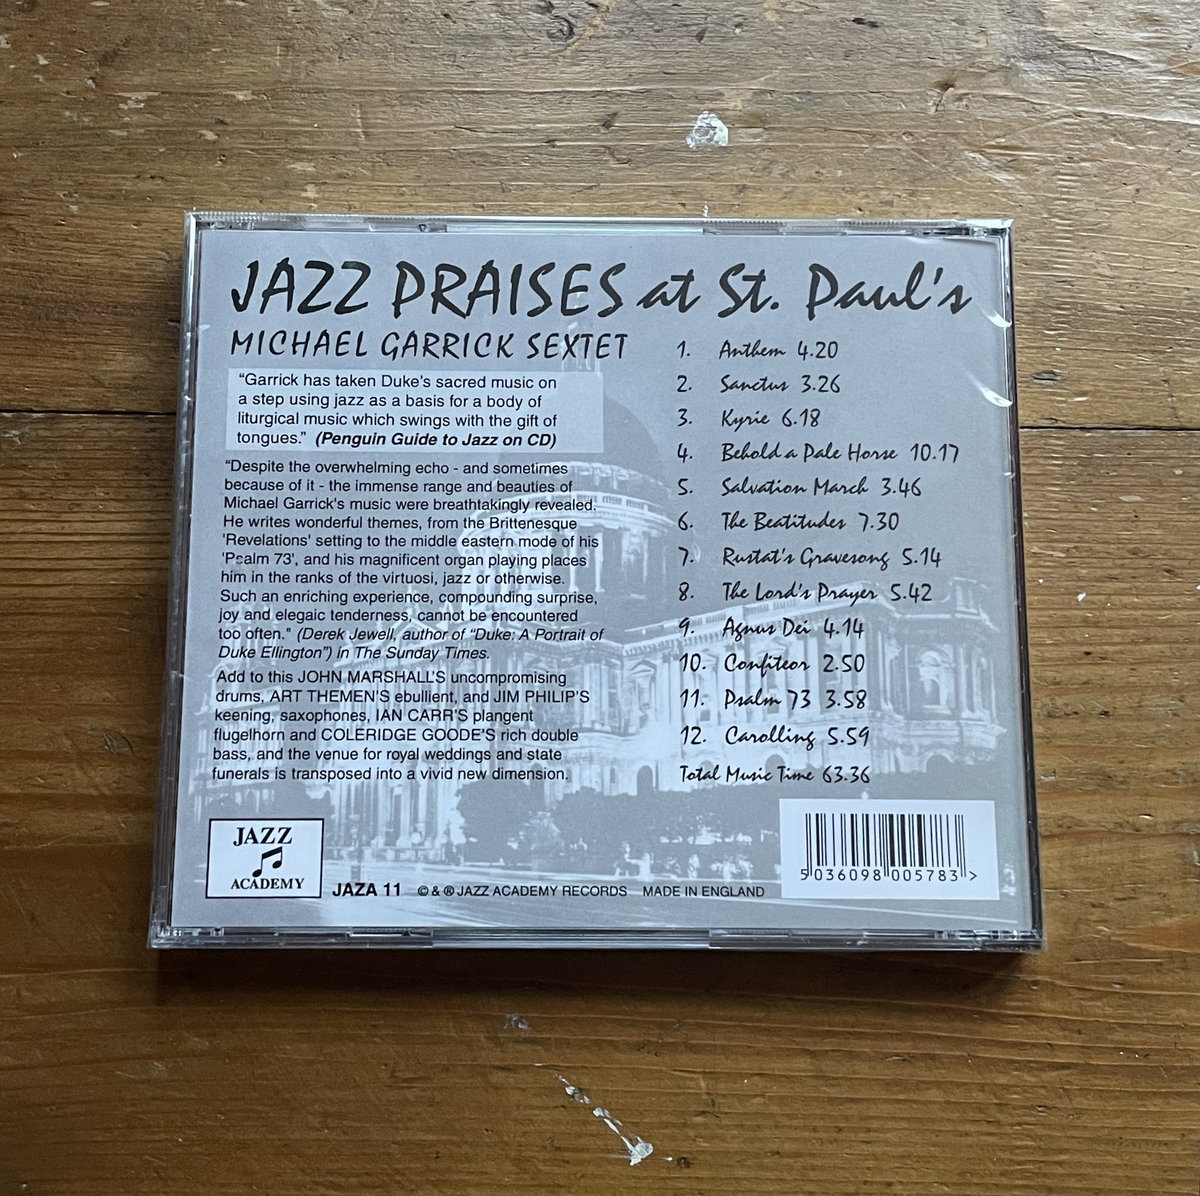 JAZZ PRAISES at St. Paul's
MICHAEL GARRICK SEXTET
“Garrick has taken Duke’s sacred music on
a step using jazz as a basis for a body of
liturgical music which swings with the gift of
tongues.” (Penguin Guide to Jazz on CD)
“Despite the overwhelming echo - and sometimes
because of it - the immense range and beauties of
Michael Garrick's music were breathtakingly revealed.
He writes wonderful themes, from the Brittenesque
'Revelations' setting to the middle eastern mode of his
'Psalm 73', and his magnificent organ playing places
him in the ranks of the virtuosi, jazz or otherwise.
Such an enriching experience, compounding surprise,
joy and elegaic tenderness, cannot be encountered
too often." (Derek Jewell, author of “Duke: A Portrait of
Duke Ellington”) in The Sunday Times.
Add to this JOHN MARSHALL’S uncompromising
drums, ART THEMEN’S ebullient, and JIM PHILIP’S
keening, saxophones, IAN CARR’S plangent
flugelhorn and COLERIDGE GOODE’S rich double
bass, and the venue for royal weddings and state
funerals is transposed into a vivid new dimension.
1. Anthem 4.20
2. Sanctus 3.26
3. Kyrie 6.18
4. Behold a Pale Horse 10.17
5. Salvation March 3.46
6. The Beatitudes 7.30
7. Rustat's Gravesong 5.14
8. The Lord's Prayer 5.42
9. Agnus Dei 4.14
10. Confiteor 2.50
11. Psalm 73 3.58
12. Carolling 5.59
Total Music Time 63.36
JAZZ
ACADEMY
JAZA 11 © & ® JAZZ ACADEMY RECORDS MADE IN ENGLAND
5 036098 005783 >